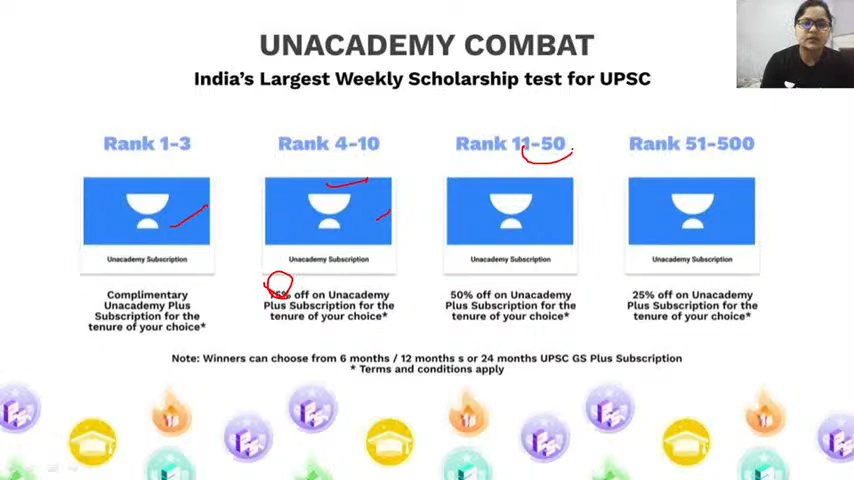 UNACADEMY COMBAT
India's Largest Weekly Scholarship test for UPSC
Rank 1-3
Unacademy Subscription
Complimentary
Unacademy Plus
Subscription for the
tenure of your choice*
Rank 4-10
Unacademy Subscription
75% off on Unacademy
Plus Subscription for the
tenure of your choice*
Rank 11-50
Unacademy Subscription
50% off on Unacademy
Plus Subscription for the
tenure of your choice*
Rank 51-500
Unacademy Subscription
25% off on Unacademy
Plus Subscription for the
tenure of your choice*
Note: Winners can choose from 6 months / 12 months s or 24 months UPSC GS Plus Subscription
* Terms and conditions apply